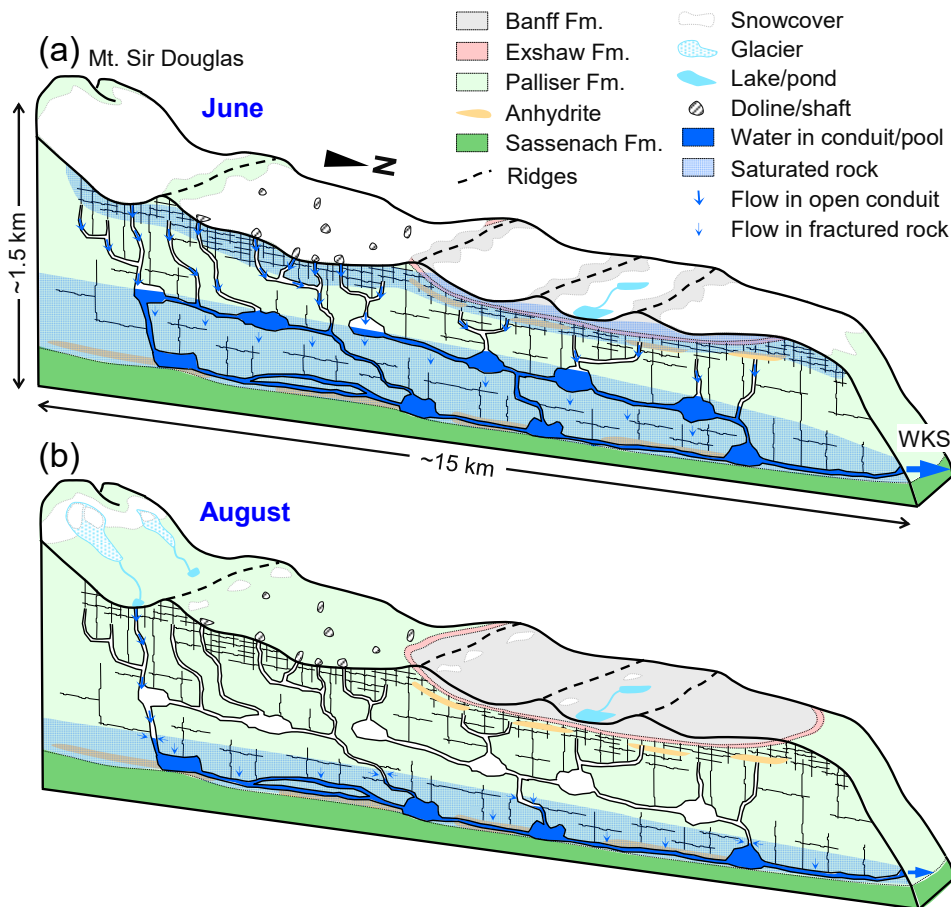 (a)
Mt. Sir Douglas
June
N
~1.5 km
Banff Fm.
Exshaw Fm.
Palliser Fm.
Anhydrite
Sassenach Fm.
Ridges
Snowcover
Glacier
Lake/pond
Doline/shaft
Water in conduit/pool
Saturated rock
Flow in open conduit
Flow in fractured rock
WKS
~15 km
(b)
August